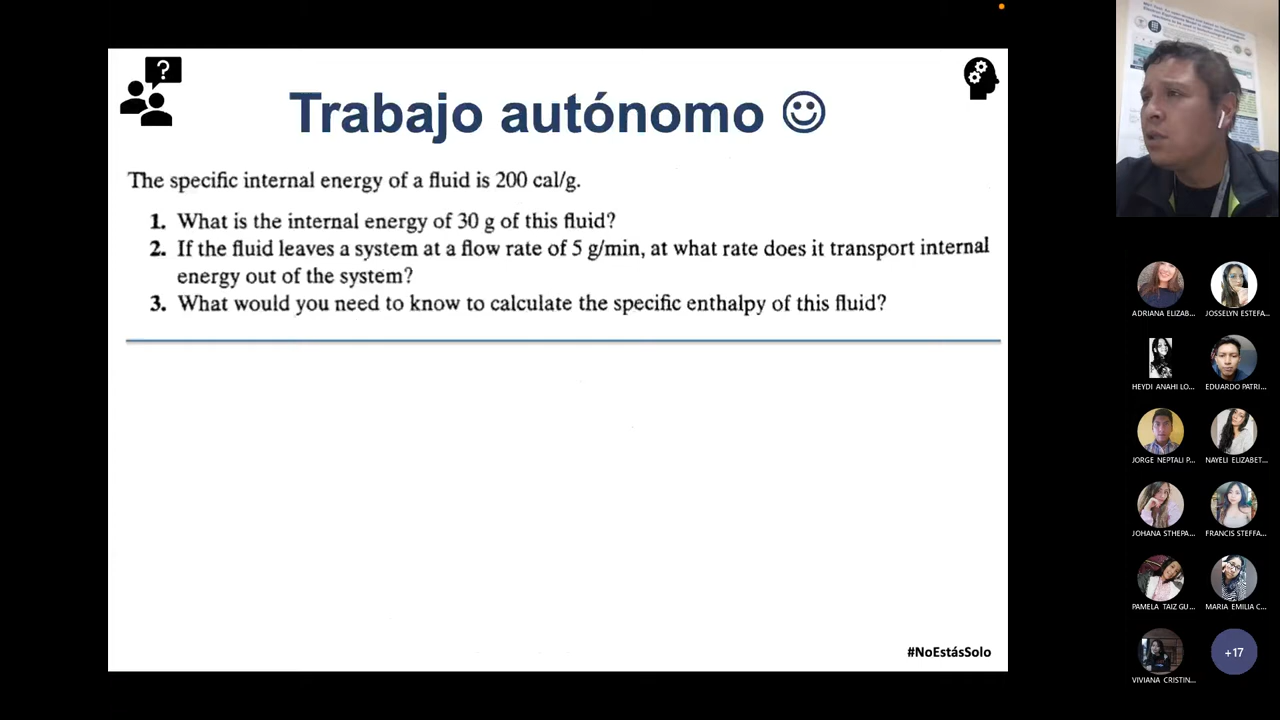 ?
Trabajo autónomo
The specific internal energy of a fluid is 200 cal/g.
1. What is the internal energy of 30 g of this fluid?
2. If the fluid leaves a system at a flow rate of 5 g/min, at what rate does it transport internal
energy out of the system?
3. What would you need to know to calculate the specific enthalpy of this fluid?
#NoEstásSolo
ADRIANA ELIZAB...
JOSSELYN ESTEFA...
HEYDI ANAHI LO...
EDUARDO PATRI...
JORGE NEPTALI P...
NAYELI ELIZABET...
JOHANA STHEPA...
FRANCIS STEFFA...
PAMELA TAIZ GU...
MARIA EMILIA C...
VIVIANA CRISTIN...
+17